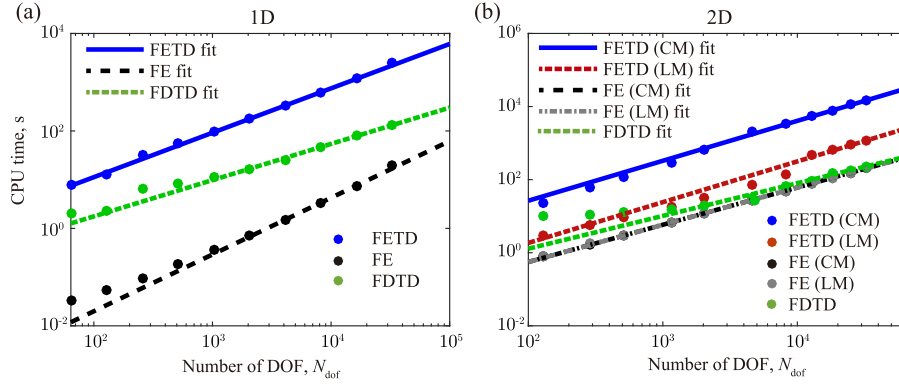 (a)
1D
CPU time, s
10^4
10^2
10^0
10^-2
FETD fit
FE fit
FDTD fit
FETD
FE
FDTD
10^2
10^3
10^4
10^5
Number of DOF, N_dof
(b)
2D
10^6
10^4
10^2
10^0
10^-2
FETD (CM) fit
FETD (LM) fit
FE (CM) fit
FE (LM) fit
FDTD fit
FETD (CM)
FETD (LM)
FE (CM)
FE (LM)
FDTD
10^2
10^3
10^4
Number of DOF, N_dof